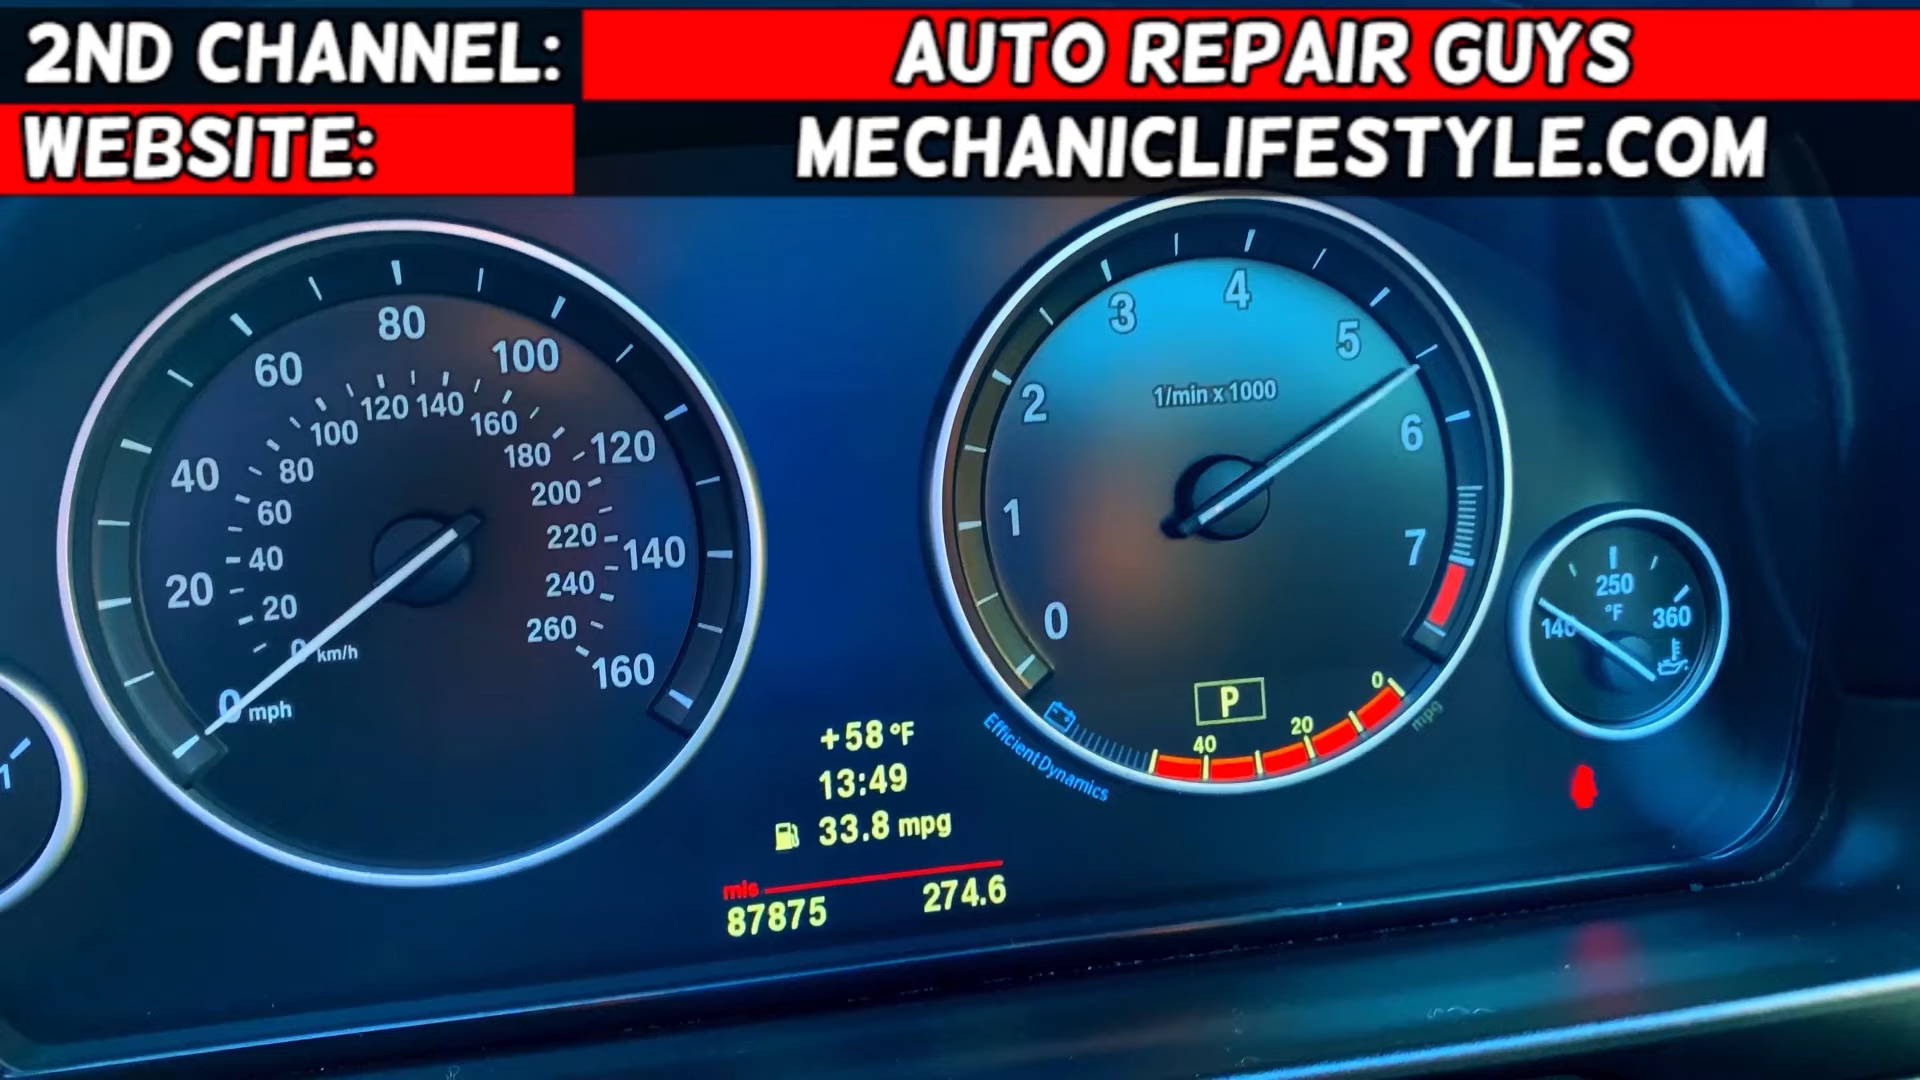 2ND CHANNEL: AUTO REPAIR GUYS
WEBSITE: MECHANICLIFESTYLE.COM
0 20 40 60 80 100 120 140 160
mph
0 20 40 60 80 100 120 140 160 180 200 220 240 260
km/h
0 1 2 3 4 5 6 7
1/min x 1000
P
40 20 0
mpg
EfficientDynamics
140 250 360
°F
1
+58 °F
13:49
33.8 mpg
mls
87875 274.6